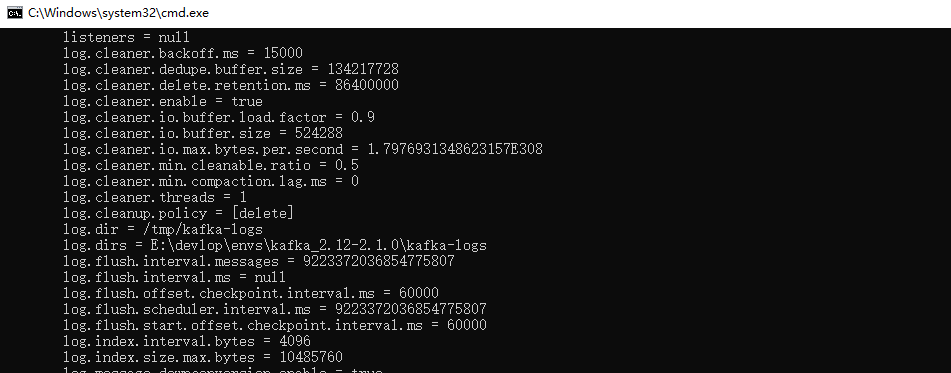 C:\Windows\system32\cmd.exe
listeners = null
log.cleaner.backoff.ms = 15000
log.cleaner.dedupe.buffer.size = 134217728
log.cleaner.delete.retention.ms = 86400000
log.cleaner.enable = true
log.cleaner.io.buffer.load.factor = 0.9
log.cleaner.io.buffer.size = 524288
log.cleaner.io.max.bytes.per.second = 1.7976931348623157E308
log.cleaner.min.cleanable.ratio = 0.5
log.cleaner.min.compaction.lag.ms = 0
log.cleaner.threads = 1
log.cleanup.policy = [delete]
log.dir = /tmp/kafka-logs
log.dirs = E:\devlop\envs\kafka_2.12-2.1.0\kafka-logs
log.flush.interval.messages = 9223372036854775807
log.flush.interval.ms = null
log.flush.offset.checkpoint.interval.ms = 60000
log.flush.scheduler.interval.ms = 9223372036854775807
log.flush.start.offset.checkpoint.interval.ms = 60000
log.index.interval.bytes = 4096
log.index.size.max.bytes = 10485760
log.message.downconversion.enable = true